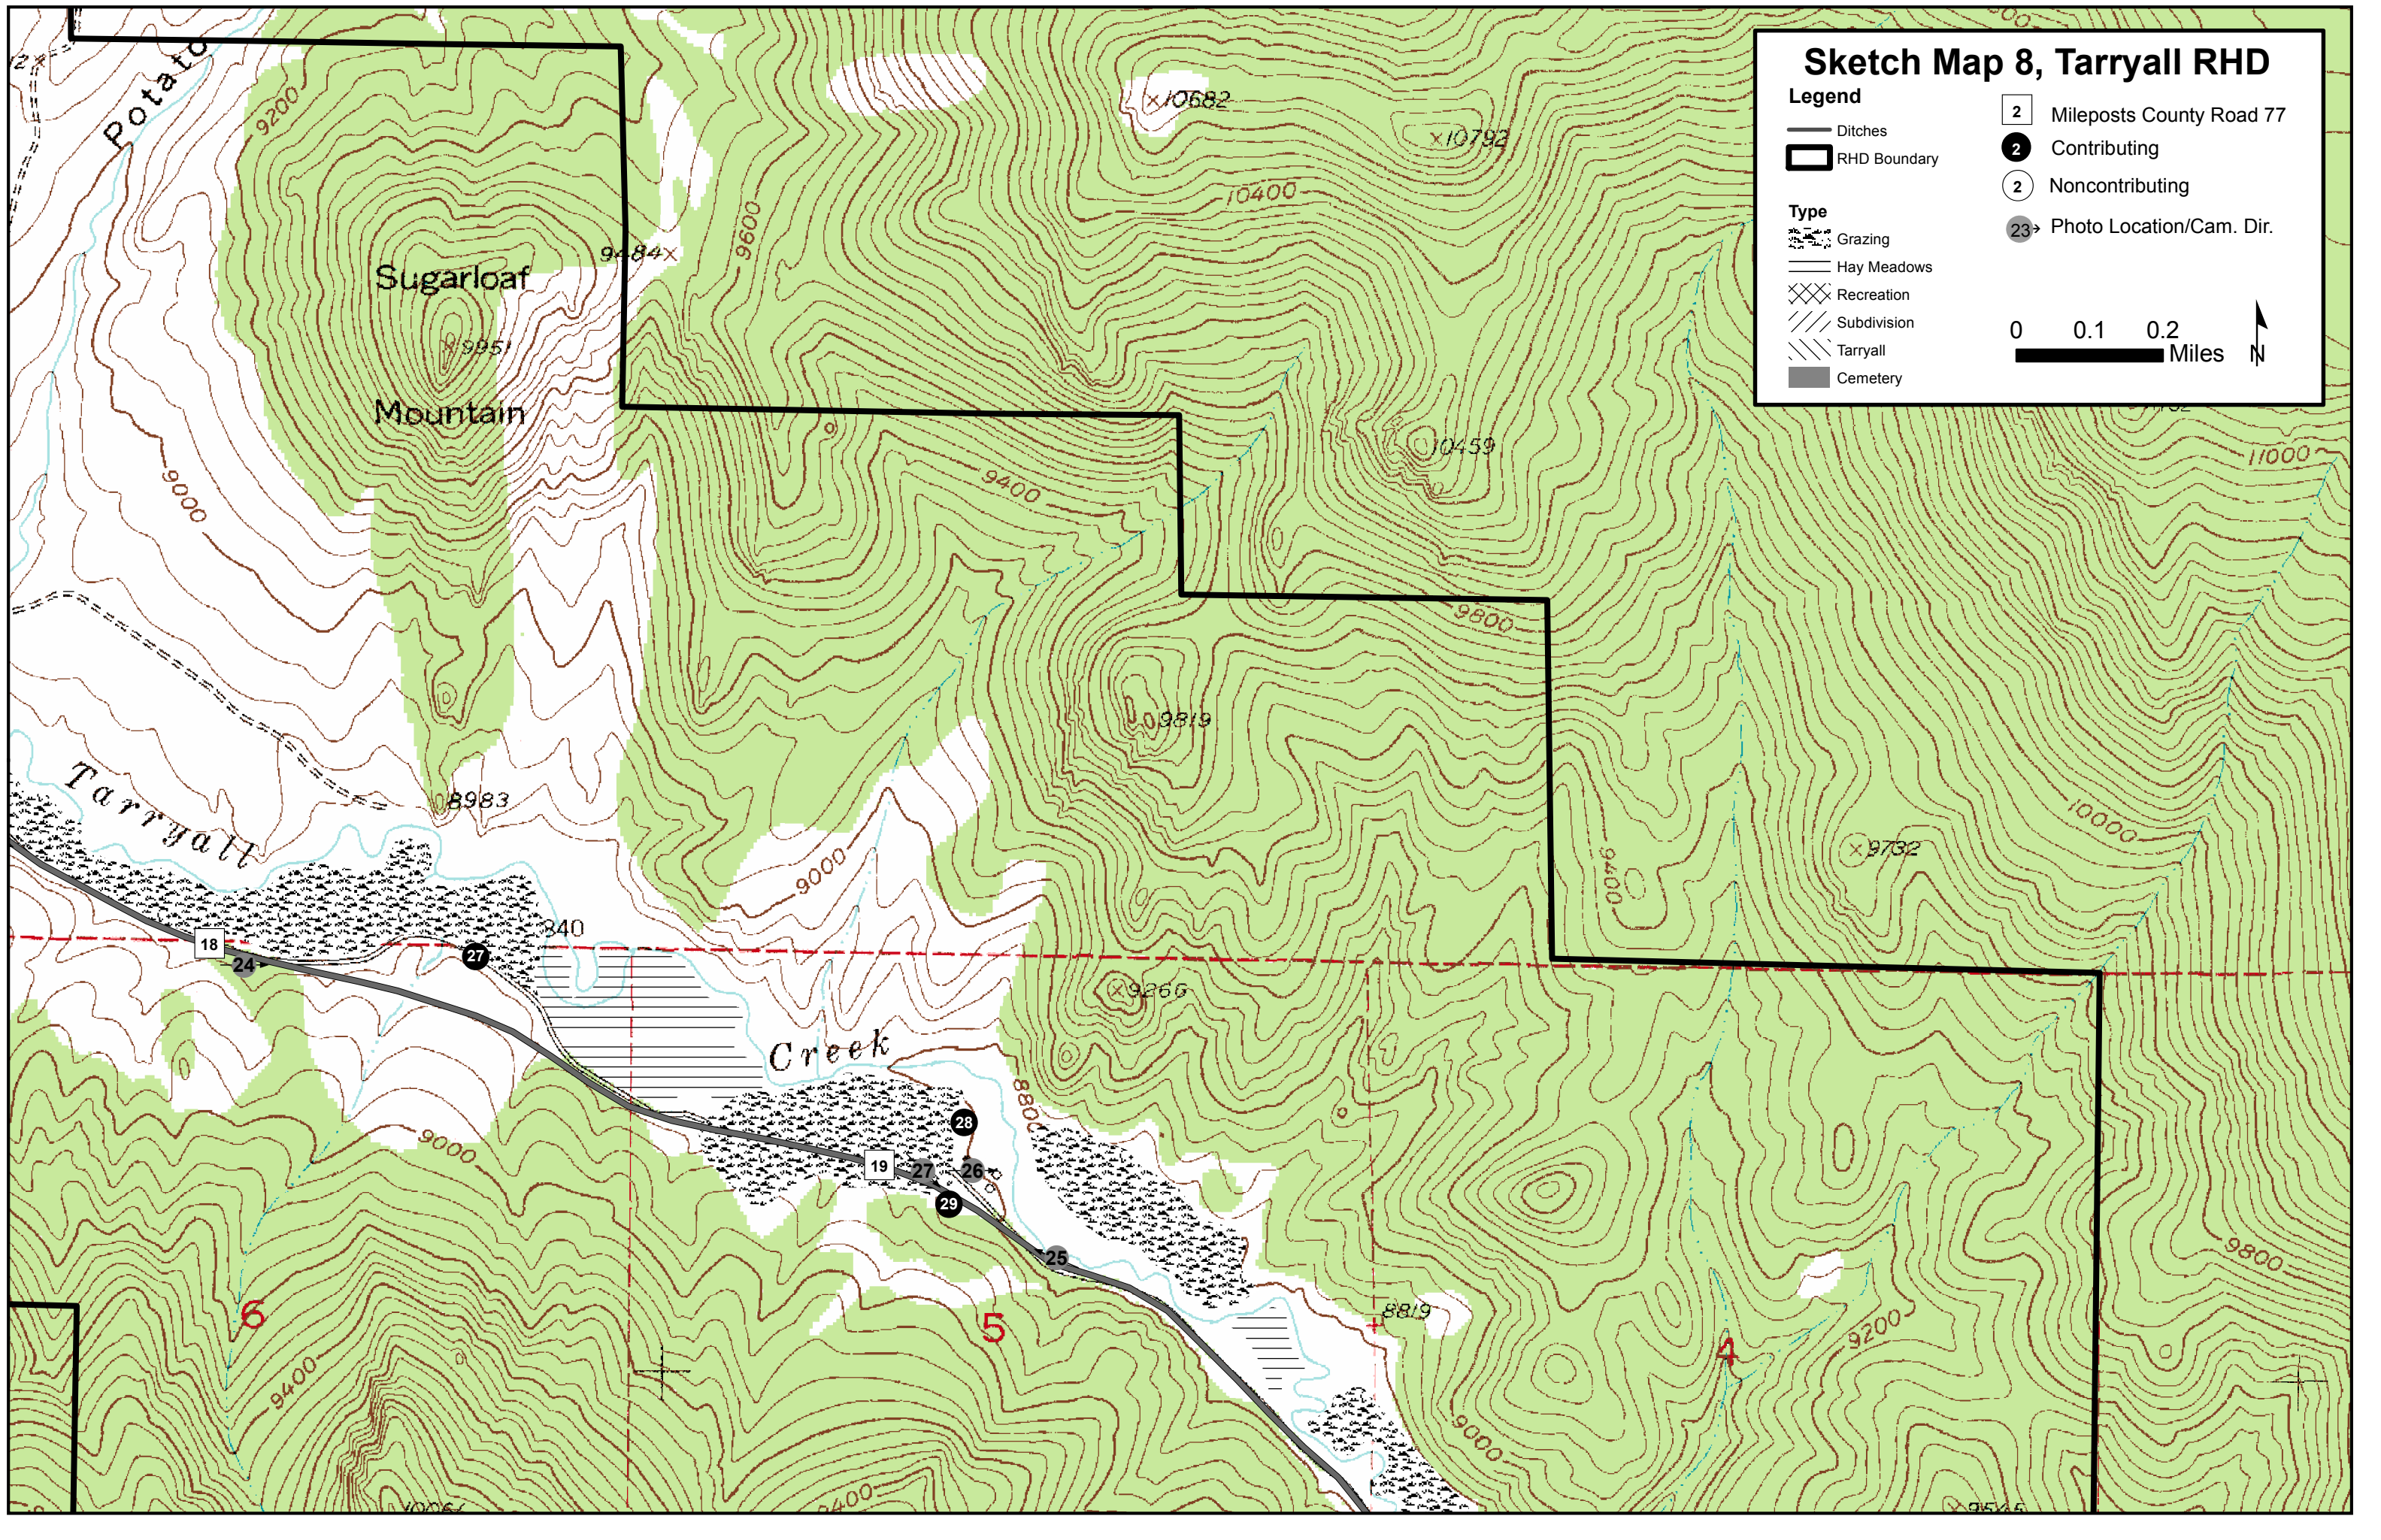 Sketch Map 8, Tarryall RHD
Legend
Ditches
RHD Boundary
Type
Grazing
Hay Meadows
Recreation
Subdivision
Tarryall
Cemetery
2 Mileposts County Road 77
2 Contributing
2 Noncontributing
23 Photo Location/Cam. Dir.
0 0.1 0.2
Miles
N
Potato
9200
10682
10792
10400
9600
9484
Sugarloaf
9951
Mountain
10459
11000
9000
9400
9800
9819
8983
Tarryall
9000
9400
9732
10000
840
18
24
27
9266
Creek
8800
28
19
27
26
29
25
9000
6
5
4
8819
9200
9800
9400
9000
9400